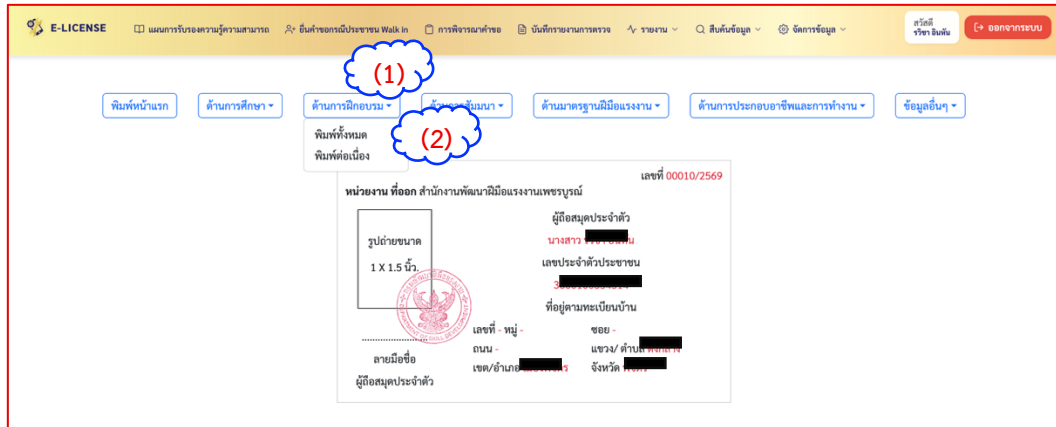 E-LICENSE แผนการรับรองความรู้ความสามารถ ยื่นคำขอกรณีประชาชน Walk in การพิจารณาคำขอ บันทึกรายงานการตรวจ รายงาน สืบค้นข้อมูล จัดการข้อมูล
สวัสดี
รวิชา อินพัน
ออกจากระบบ
(1)
พิมพ์หน้าแรก ด้านการศึกษา ด้านการฝึกอบรม ด้านการสัมมนา ด้านมาตรฐานฝีมือแรงงาน ด้านการประกอบอาชีพและการทำงาน ข้อมูลอื่นๆ
(2)
พิมพ์ทั้งหมด
พิมพ์ต่อเนื่อง
เลขที่ 00010/2569
หน่วยงาน ที่ออก สำนักงานพัฒนาฝีมือแรงงานเพชรบูรณ์
ผู้ถือสมุดประจำตัว
รูปถ่ายขนาด
1 X 1.5 นิ้ว.
นางสาว
เลขประจำตัวประชาชน
ที่อยู่ตามทะเบียนบ้าน
เลขที่ - หมู่ - ซอย -
ถนน - แขวง/ ตำบล
เขต/อำเภอ จังหวัด
ลายมือชื่อ
ผู้ถือสมุดประจำตัว